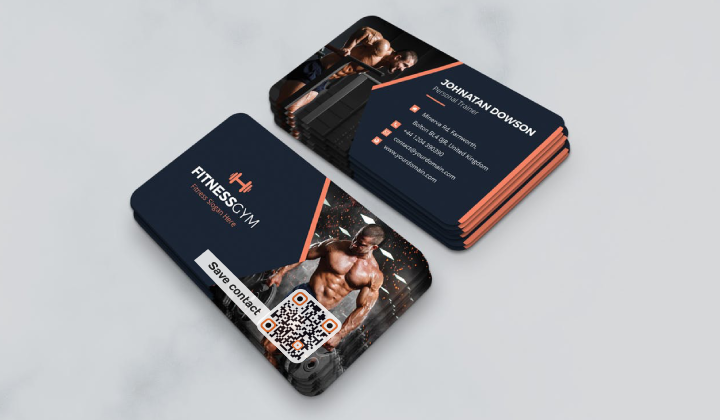 FITNESSGYM
Fitness Slogan Here
Save contact
JOHNATAN DOWSON
Personal Trainer
Minerva Rd, Farnworth,
Bolton BL4 0JR, United Kingdom
+44 1204 390390
contact@yourdomain.com
www.yourdomain.com